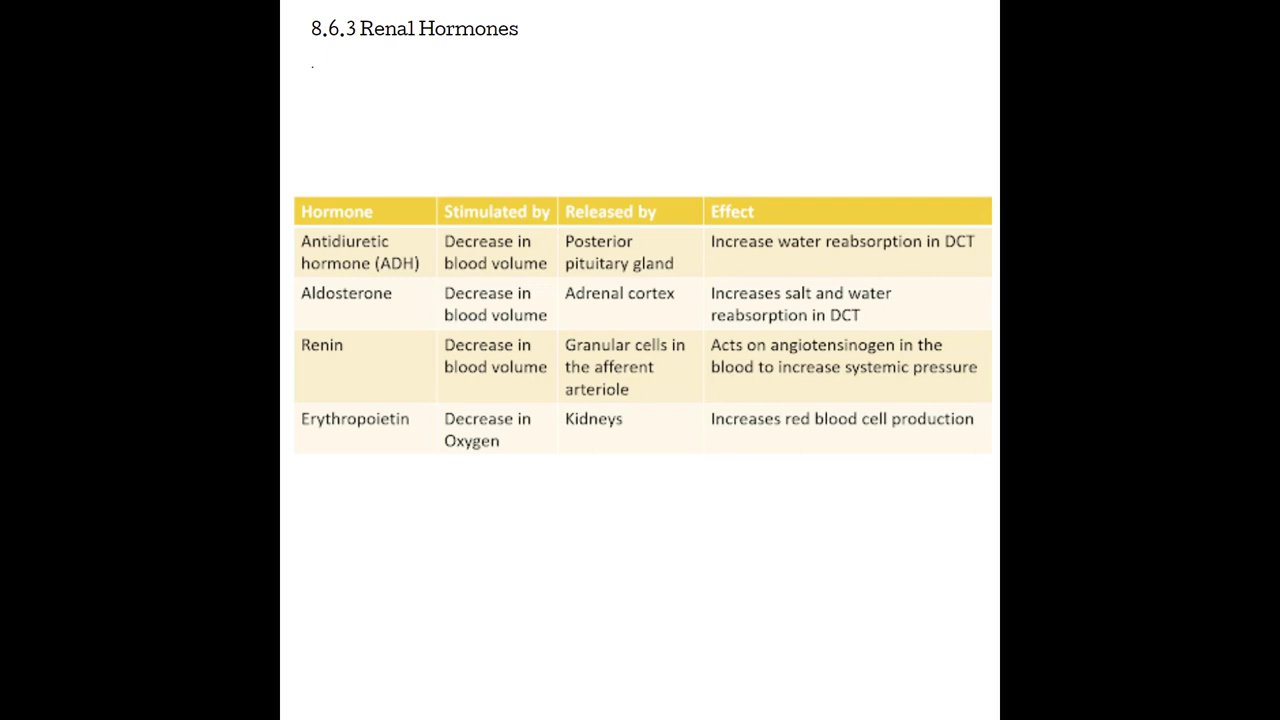 8.6.3 Renal Hormones
.
Hormone Stimulated by Released by Effect
Antidiuretic hormone (ADH) Decrease in blood volume Posterior pituitary gland Increase water reabsorption in DCT
Aldosterone Decrease in blood volume Adrenal cortex Increases salt and water reabsorption in DCT
Renin Decrease in blood volume Granular cells in the afferent arteriole Acts on angiotensinogen in the blood to increase systemic pressure
Erythropoietin Decrease in Oxygen Kidneys Increases red blood cell production